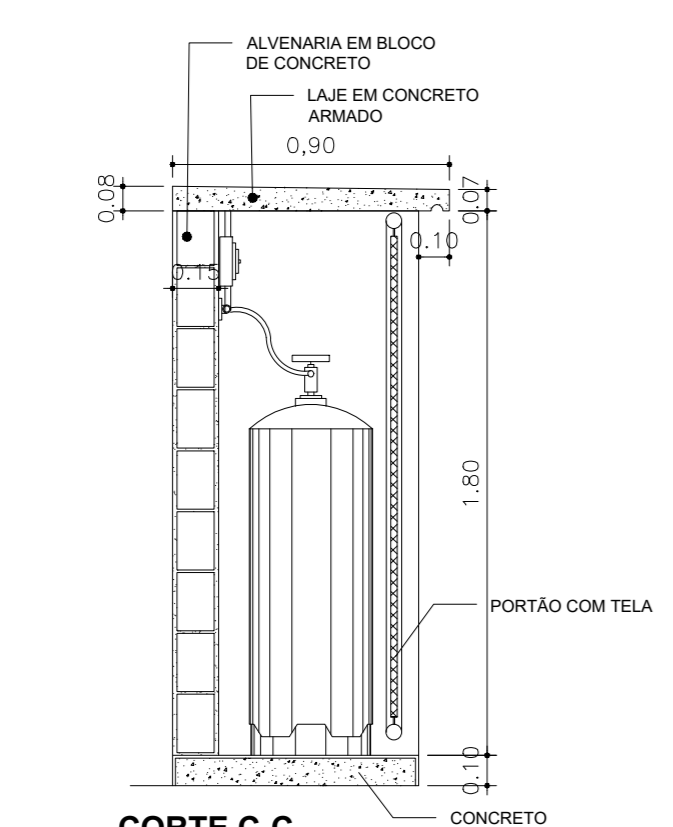 ALVENARIA EM BLOCO
DE CONCRETO
LAJE EM CONCRETO
ARMADO
0,90
0.08
0.07
0.10
0.15
1.80
PORTÃO COM TELA
0.10
CONCRETO
CORTE C-C